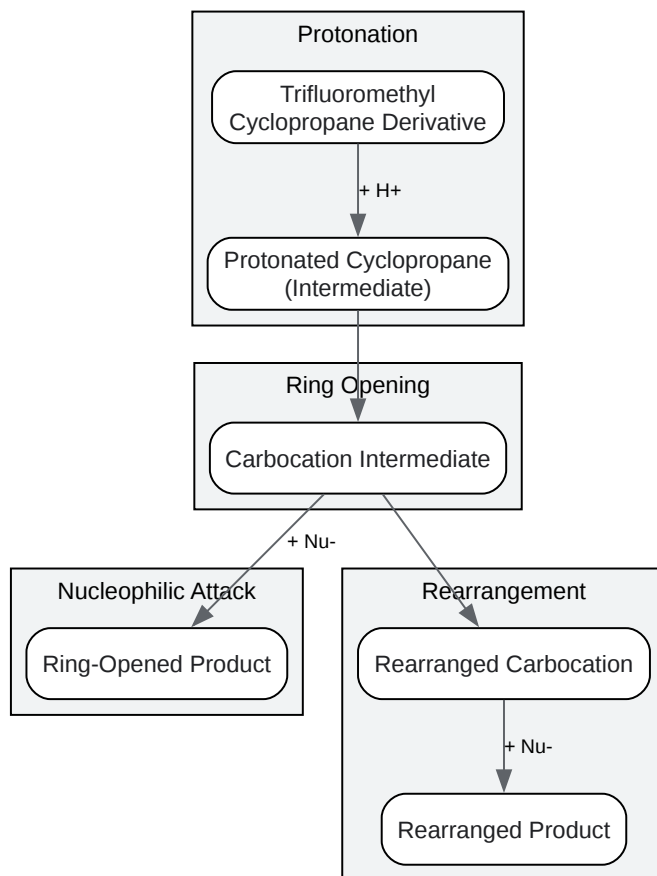 Protonation
Trifluoromethyl
Cyclopropane Derivative
+ H+
Protonated Cyclopropane
(Intermediate)
Ring Opening
Carbocation Intermediate
+ Nu-
Nucleophilic Attack
Ring-Opened Product
Rearrangement
Rearranged Carbocation
+ Nu-
Rearranged Product